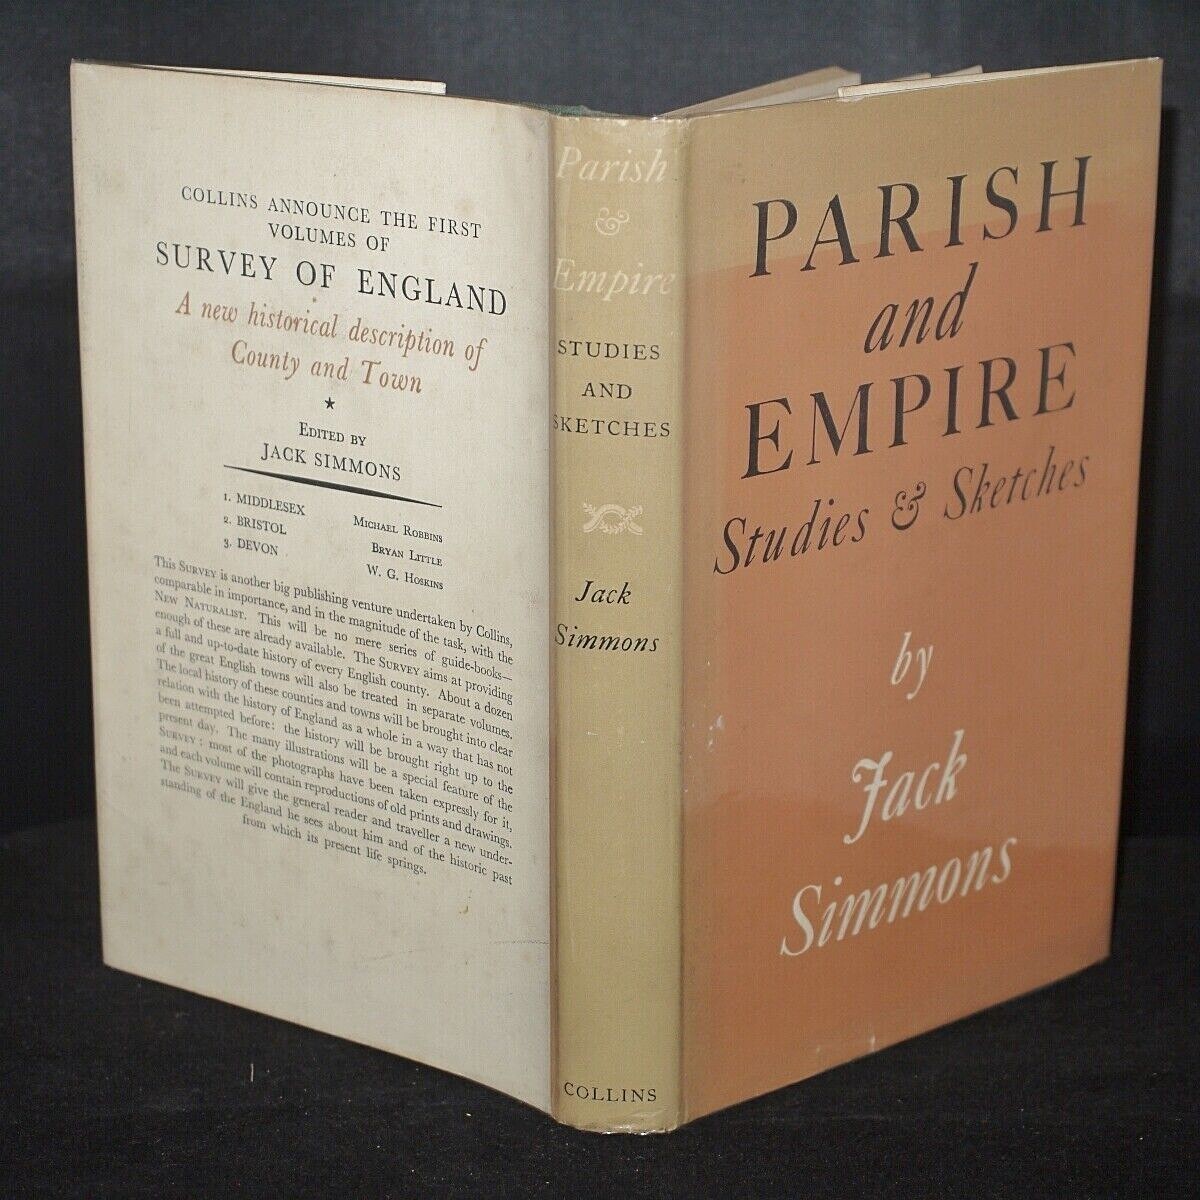 COLLINS ANNOUNCE THE FIRST
VOLUMES OF
SURVEY OF ENGLAND
A new historical description of
County and Town
★
EDITED BY
JACK SIMMONS
1. MIDDLESEX MICHAEL ROBBINS
2. BRISTOL BRYAN LITTLE
3. DEVON W. G. HOSKINS
This SURVEY is another big publishing venture undertaken by Collins,
comparable in importance, and in the magnitude of the task, with the
NEW NATURALIST. This will be no mere series of guide-books—
enough of these are already available. The SURVEY aims at providing
a full and up-to-date history of every English county. About a dozen
of the great English towns will also be treated in separate volumes.
The local history of these counties and towns will be brought into clear
relation with the history of England as a whole in a way that has not
been attempted before: the history will be brought right up to the
present day. The many illustrations will be a special feature of the
SURVEY: most of the photographs have been taken expressly for it,
and each volume will contain reproductions of old prints and drawings.
The SURVEY will give the general reader and traveller a new under-
standing of the England he sees about him and of the historic past
from which its present life springs.
Parish
&
Empire
STUDIES
AND
SKETCHES
Jack
Simmons
COLLINS
PARISH
and
EMPIRE
Studies & Sketches
by
Jack
Simmons